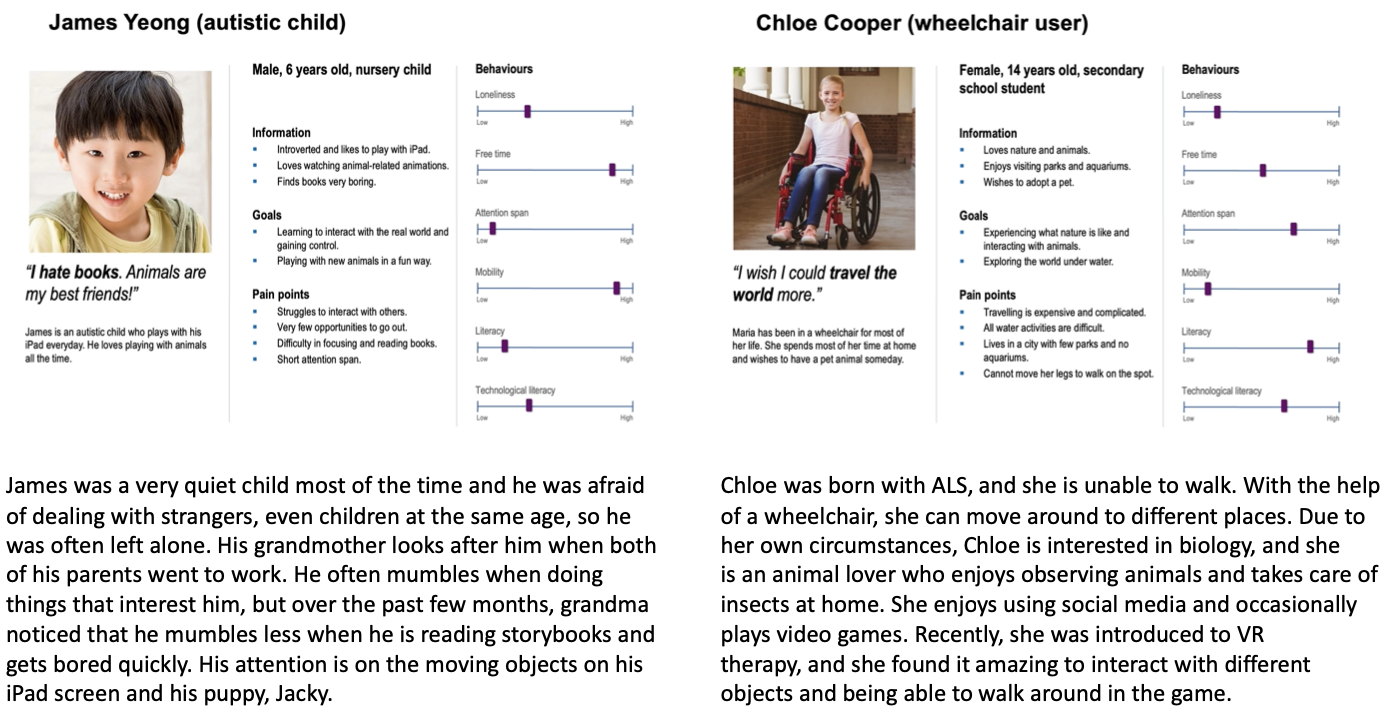 James Yeong (autistic child)
Male, 6 years old, nursery child
Information
Introverted and likes to play with iPad.
Loves watching animal-related animations.
Finds books very boring.
Goals
Learning to interact with the real world and
gaining control.
Playing with new animals in a fun way.
Pain points
Struggles to interact with others.
Very few opportunities to go out.
Difficulty in focusing and reading books.
Short attention span.
Behaviours
Loneliness
Low High
Free time
Low High
Attention span
Low High
Mobility
Low High
Literacy
Low High
Technological literacy
Low High
“I hate books. Animals are
my best friends!”
James is an autistic child who plays with his
iPad everyday. He loves playing with animals
all the time.
James was a very quiet child most of the time and he was afraid
of dealing with strangers, even children at the same age, so he
was often left alone. His grandmother looks after him when both
of his parents went to work. He often mumbles when doing
things that interest him, but over the past few months, grandma
noticed that he mumbles less when he is reading storybooks and
gets bored quickly. His attention is on the moving objects on his
iPad screen and his puppy, Jacky.
Chloe Cooper (wheelchair user)
Female, 14 years old, secondary
school student
Information
Loves nature and animals.
Enjoys visiting parks and aquariums.
Wishes to adopt a pet.
Goals
Experiencing what nature is like and
interacting with animals.
Exploring the world under water.
Pain points
Travelling is expensive and complicated.
All water activities are difficult.
Lives in a city with few parks and no
aquariums.
Cannot move her legs to walk on the spot.
Behaviours
Loneliness
Low High
Free time
Low High
Attention span
Low High
Mobility
Low High
Literacy
Low High
Technological literacy
Low High
“I wish I could travel the
world more.”
Maria has been in a wheelchair for most of
her life. She spends most of her time at home
and wishes to have a pet animal someday.
Chloe was born with ALS, and she is unable to walk. With the help
of a wheelchair, she can move around to different places. Due to
her own circumstances, Chloe is interested in biology, and she
is an animal lover who enjoys observing animals and takes care of
insects at home. She enjoys using social media and occasionally
plays video games. Recently, she was introduced to VR
therapy, and she found it amazing to interact with different
objects and being able to walk around in the game.